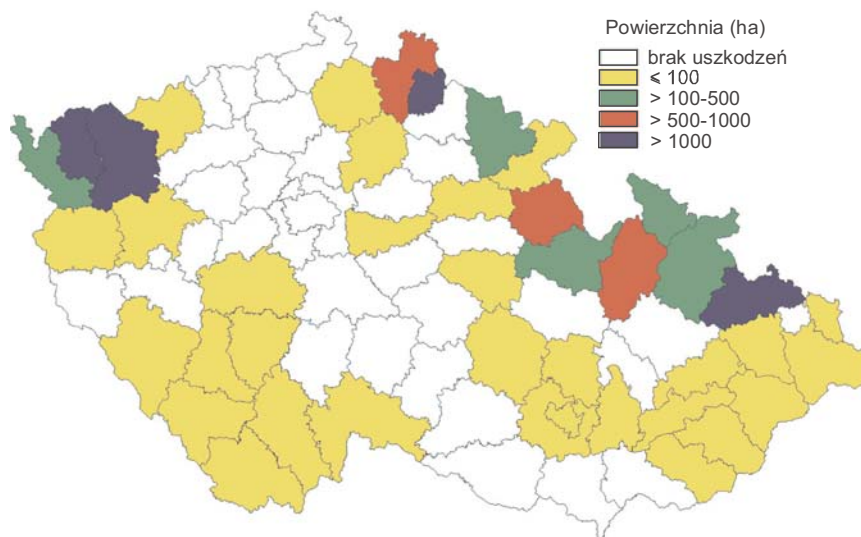 Powierzchnia (ha)
brak uszkodzeń
⩽ 100
> 100-500
> 500-1000
> 1000